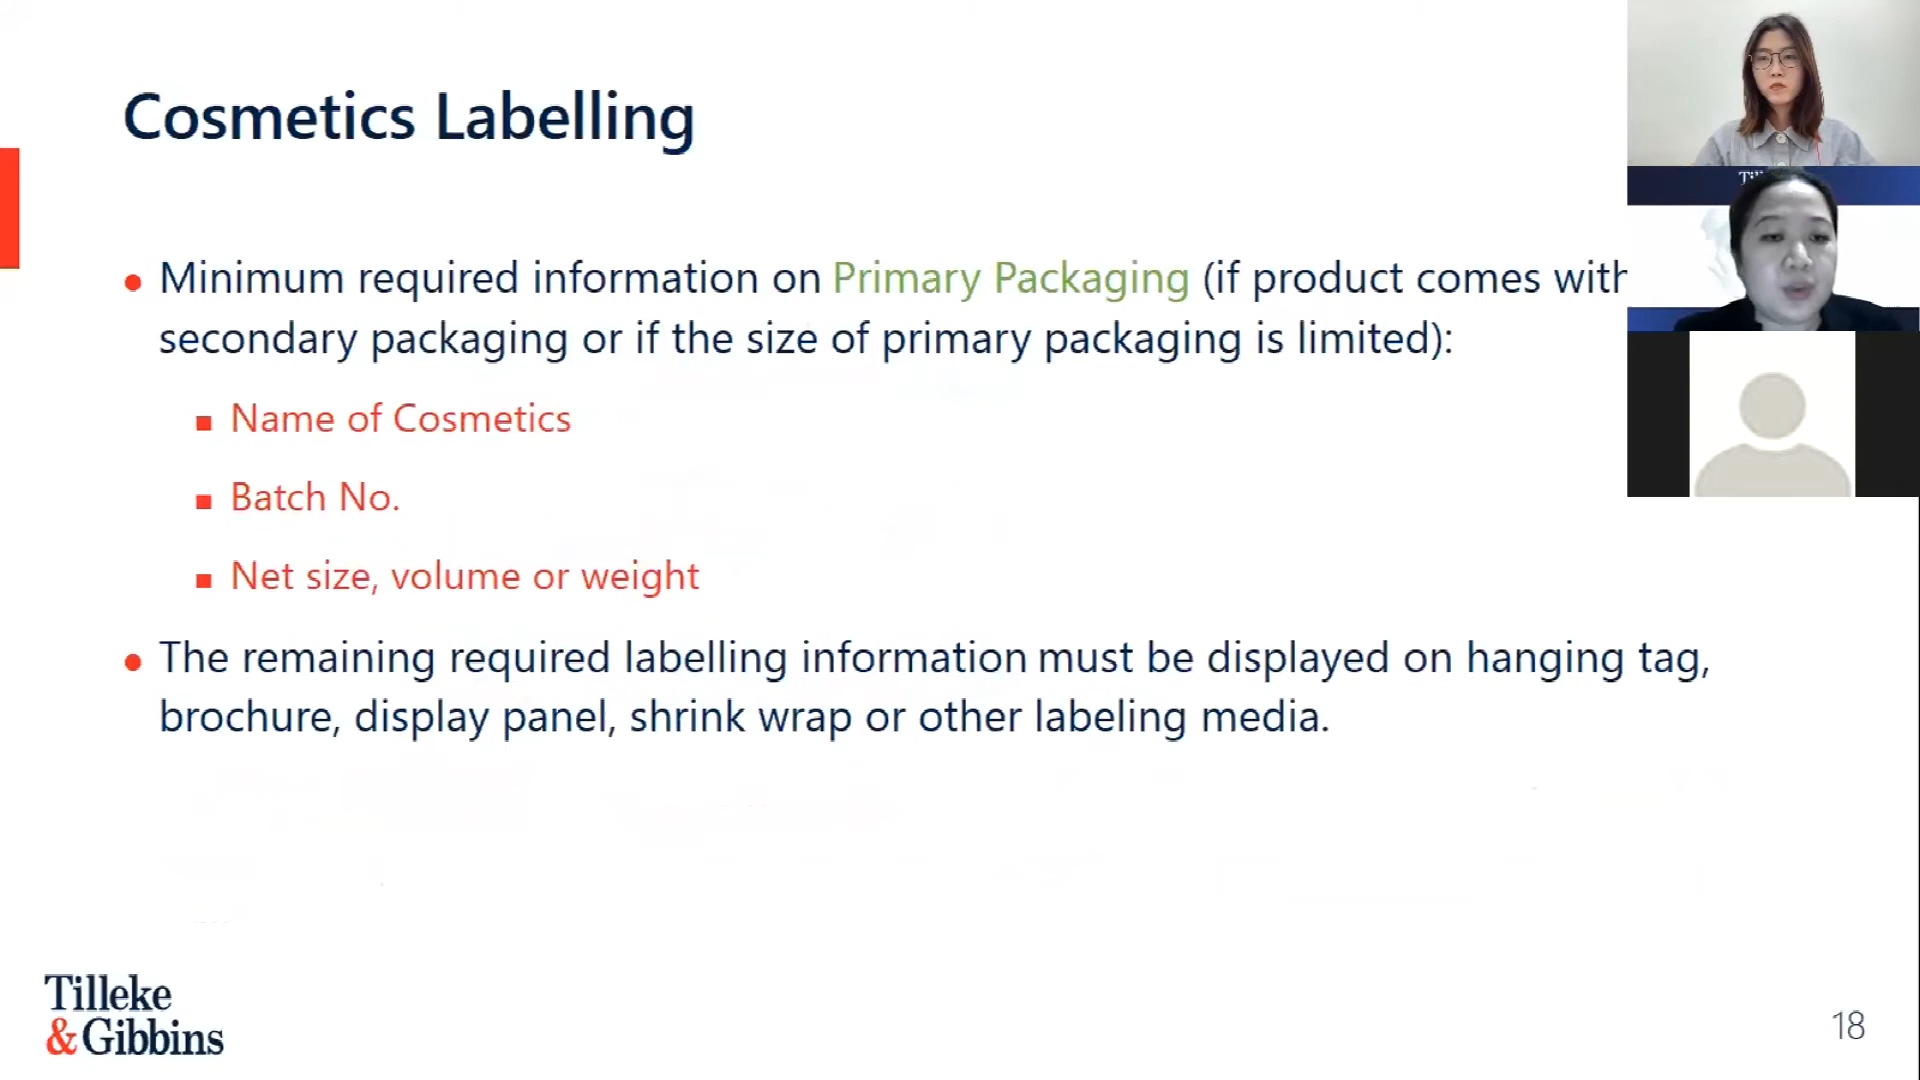 Cosmetics Labelling
Minimum required information on Primary Packaging (if product comes with
secondary packaging or if the size of primary packaging is limited):
Name of Cosmetics
Batch No.
Net size, volume or weight
The remaining required labelling information must be displayed on hanging tag,
brochure, display panel, shrink wrap or other labeling media.
Tilleke
&Gibbins
18